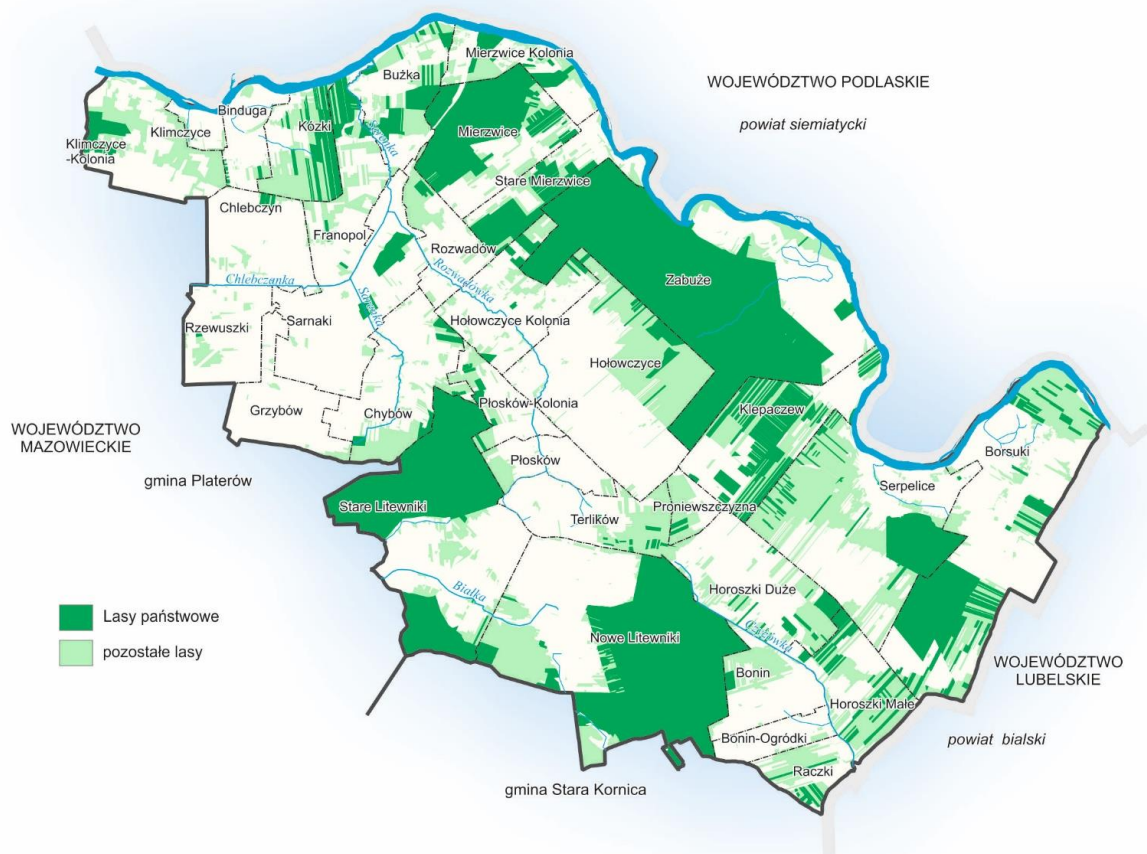 Mierzwice Kolonia
Bużka
WOJEWÓDZTWO PODLASKIE
powiat siemiatycki
Binduga
Klimczyce
Kózki
Klimczyce
-Kolonia
Sarenka
Mierzwice
Stare Mierzwice
Chlebczyn
Franopol
Rozwadów
Chlebczanka
Rozwadówka
Zabuże
Sarenka
Rzewuszki
Sarnaki
Hołowczyce Kolonia
Hołowczyce
Grzybów
Chybów
Płosków-Kolonia
Klepaczew
WOJEWÓDZTWO
MAZOWIECKIE
gmina Platerów
Płosków
Borsuki
Serpelice
Stare Litewniki
Terlików
Proniewszczyzna
Białka
Horoszki Duże
Lasy państwowe
Nowe Litewniki
pozostałe lasy
Bonin
WOJEWÓDZTWO
LUBELSKIE
Horoszki Małe
Bonin-Ogródki
powiat bialski
Raczki
gmina Stara Kornica